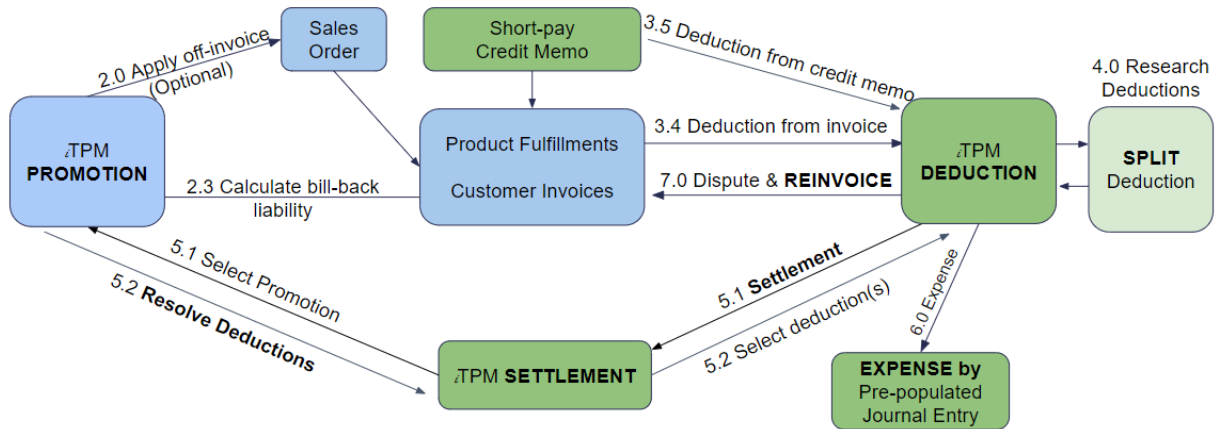 2.0 Apply off-invoice
(Optional)
Sales
Order
Short-pay
Credit Memo
3.5 Deduction from credit memo
4.0 Research
Deductions
iTPM
PROMOTION
Product Fulfillments
Customer Invoices
3.4 Deduction from invoice
iTPM
DEDUCTION
SPLIT
Deduction
2.3 Calculate bill-back
liability
7.0 Dispute & REINVOICE
5.1 Select Promotion
5.2 Resolve Deductions
5.1 Settlement
5.2 Select deduction(s)
6.0 Expense
iTPM SETTLEMENT
EXPENSE by
Pre-populated
Journal Entry